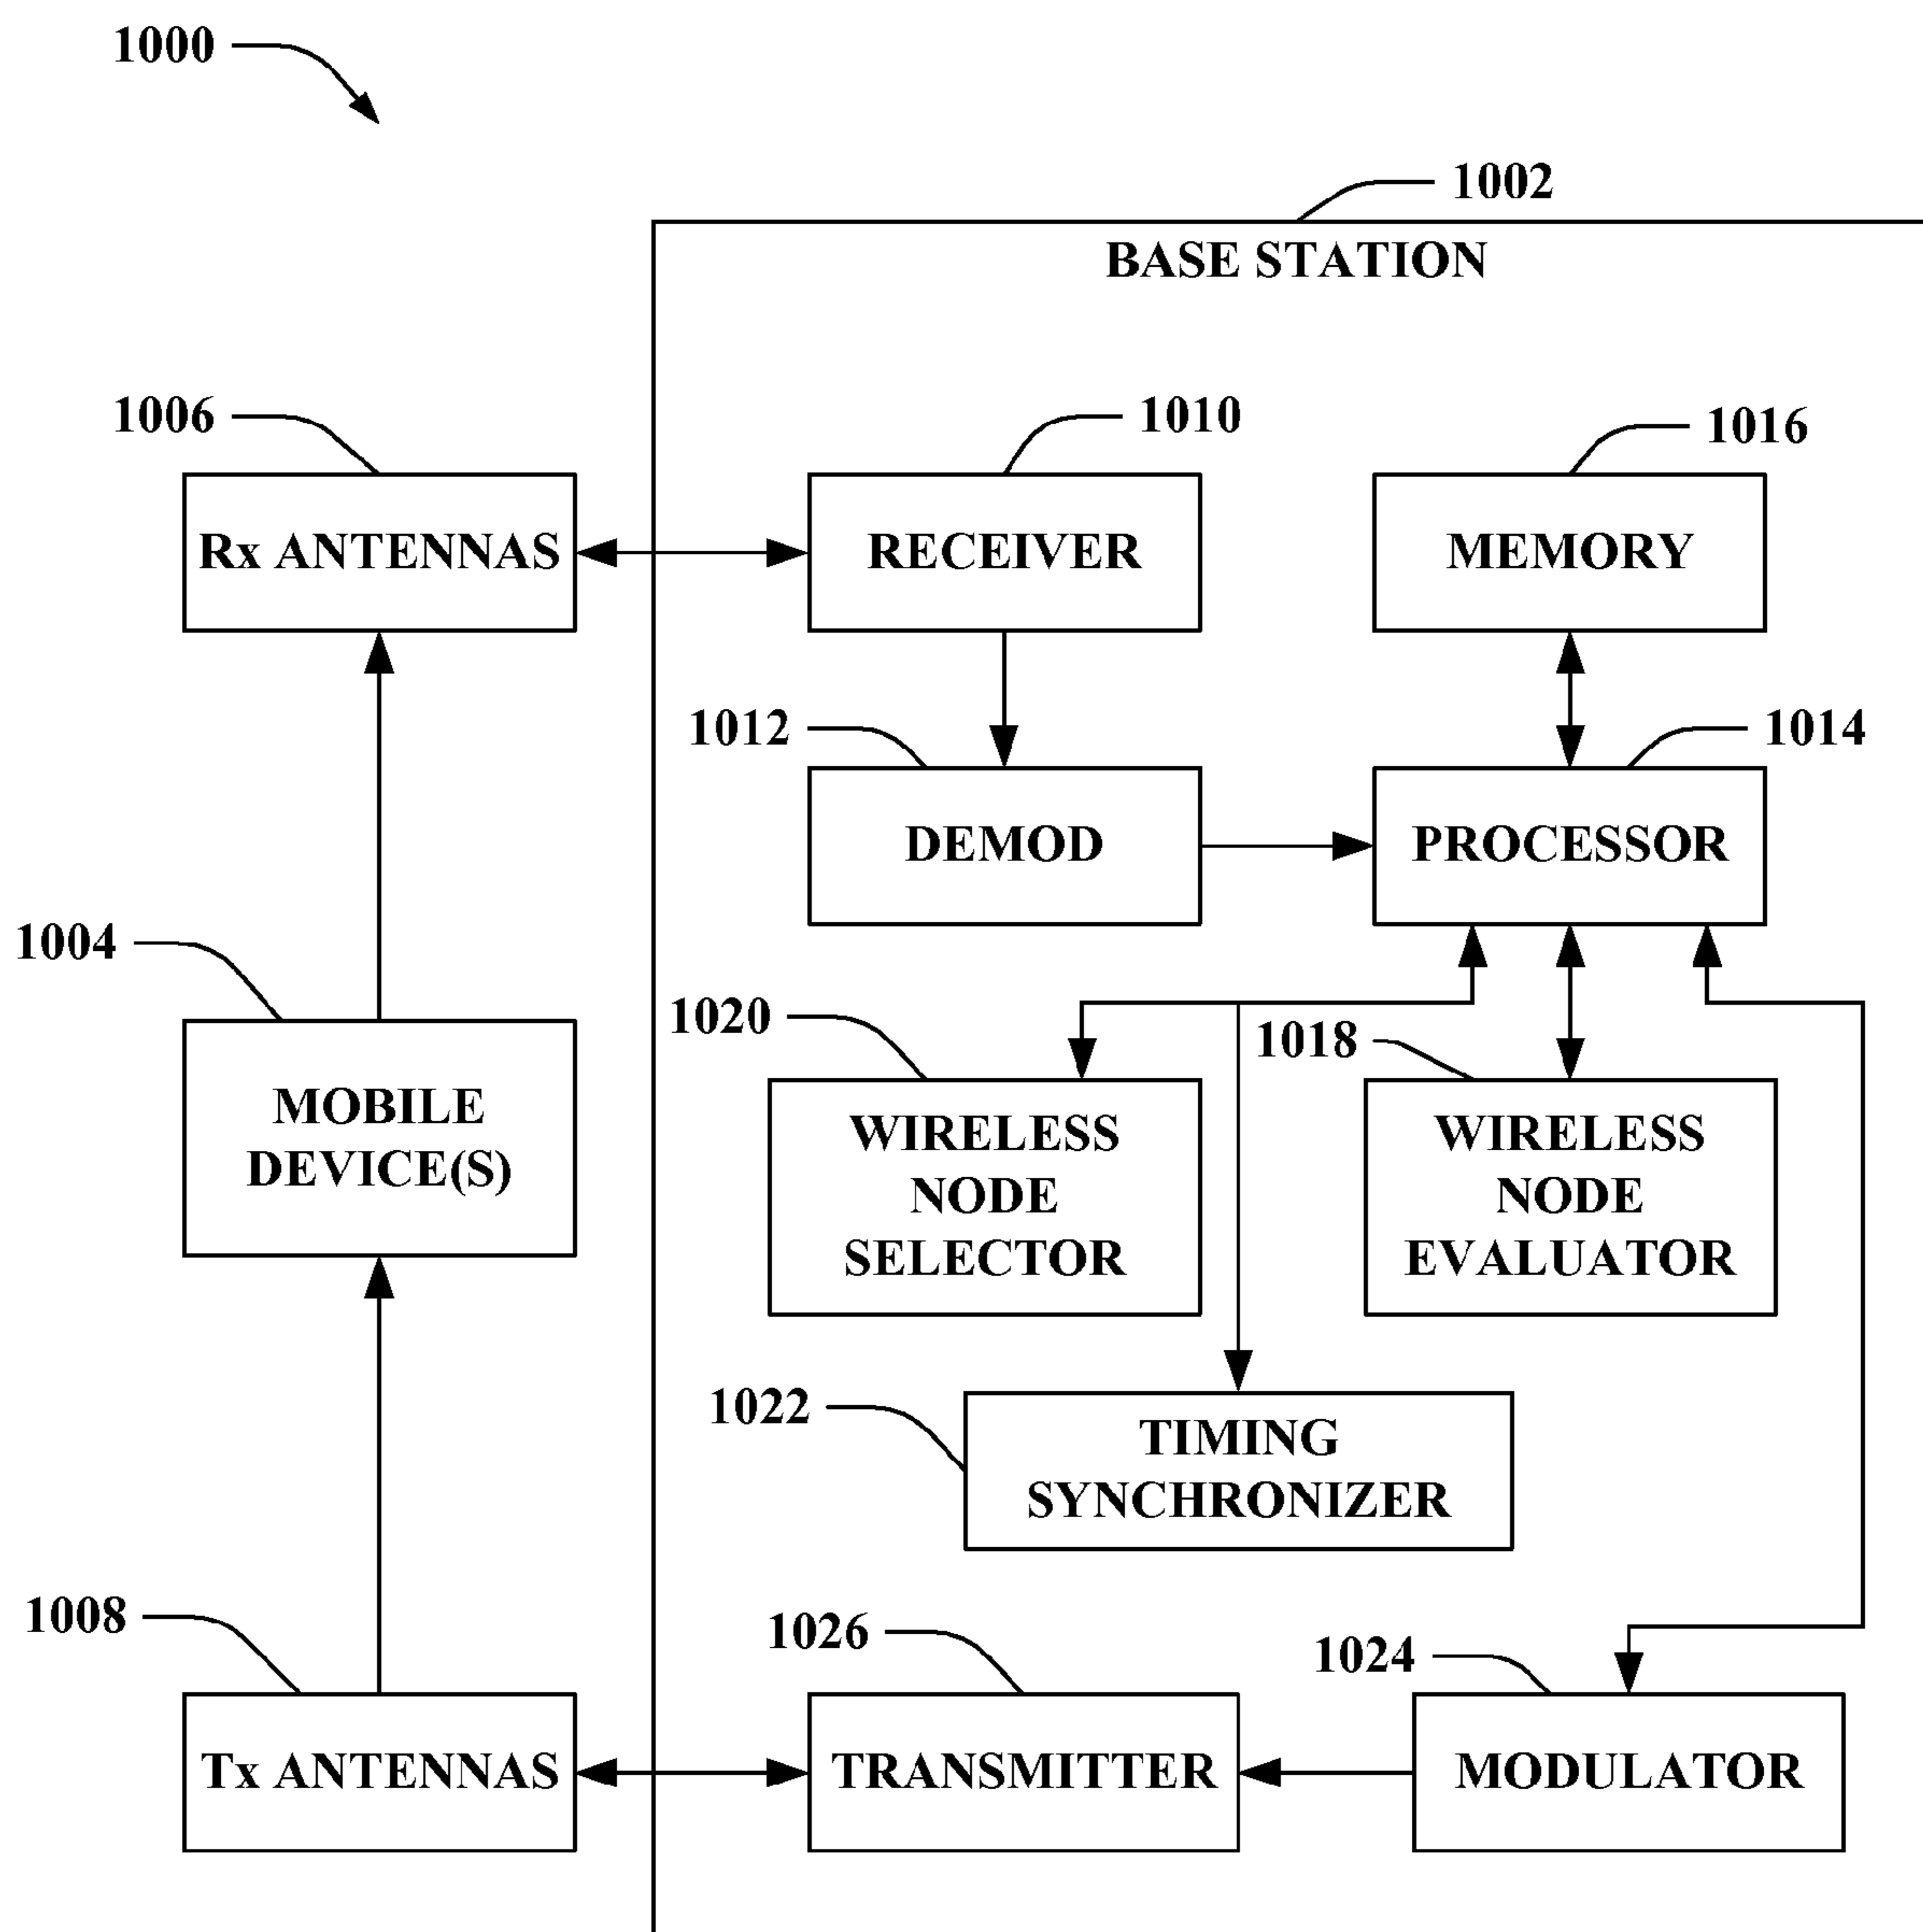 1000
1002
BASE STATION
1006
1010
1016
Rx ANTENNAS
RECEIVER
MEMORY
1012
1014
DEMOD
PROCESSOR
1004
1020
1018
MOBILE
DEVICE(S)
WIRELESS
NODE
SELECTOR
WIRELESS
NODE
EVALUATOR
1022
TIMING
SYNCHRONIZER
1008
1026
1024
Tx ANTENNAS
TRANSMITTER
MODULATOR